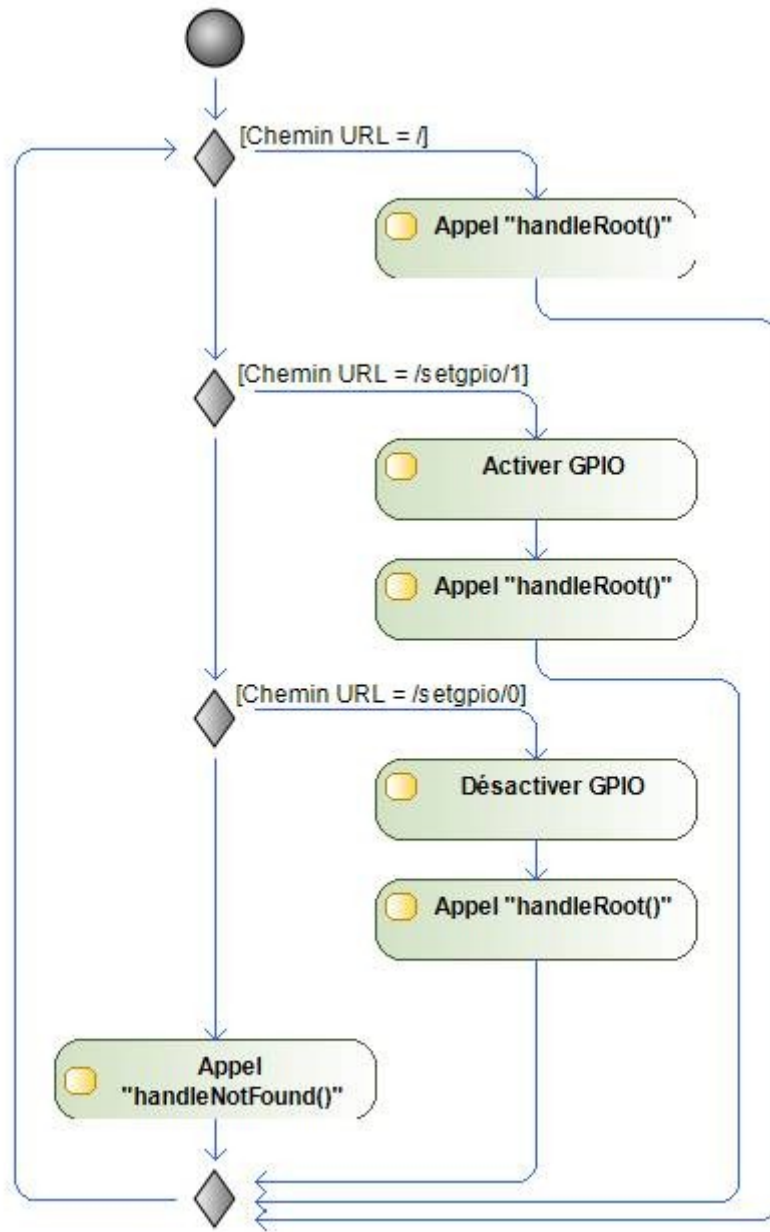 [Chemin URL = /]
Appel "handleRoot()"
[Chemin URL = /setgpio/1]
Activer GPIO
Appel "handleRoot()"
[Chemin URL = /setgpio/0]
Désactiver GPIO
Appel "handleRoot()"
Appel
"handleNotFound()"